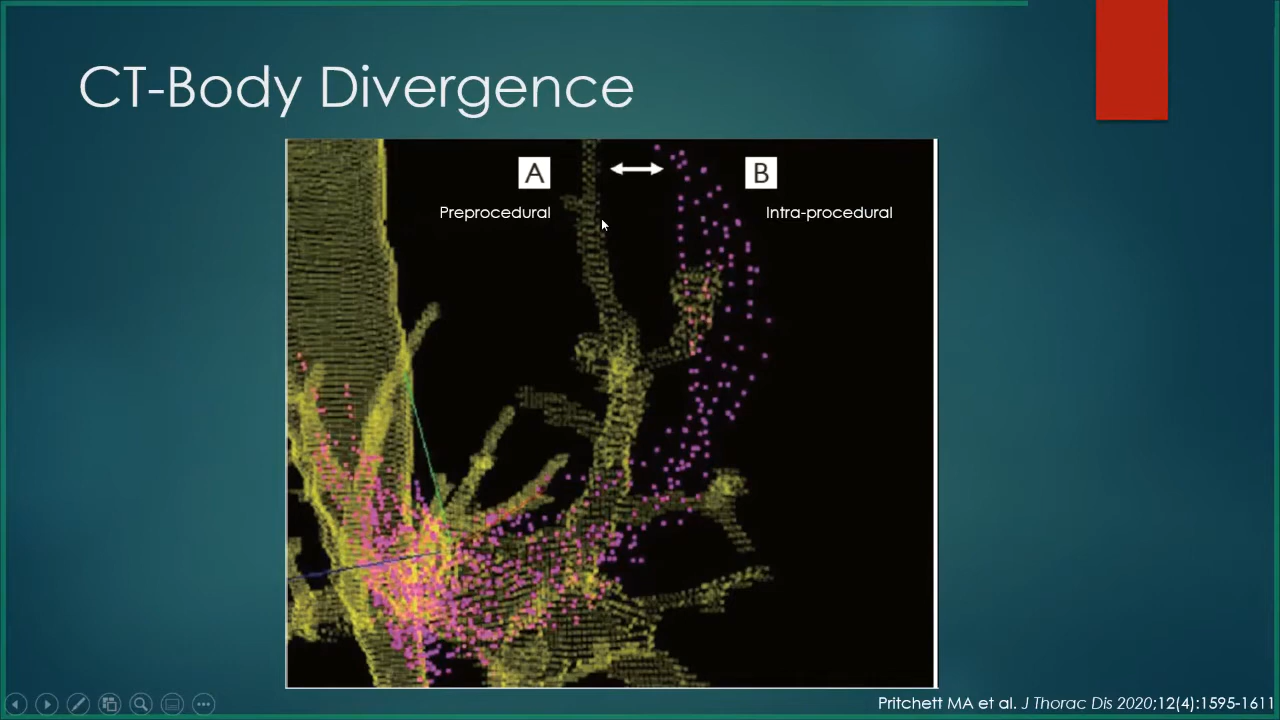 CT-Body Divergence
A
B
Preprocedural
Intra-procedural
Pritchett MA et al. J Thorac Dis 2020;12(4):1595-1611